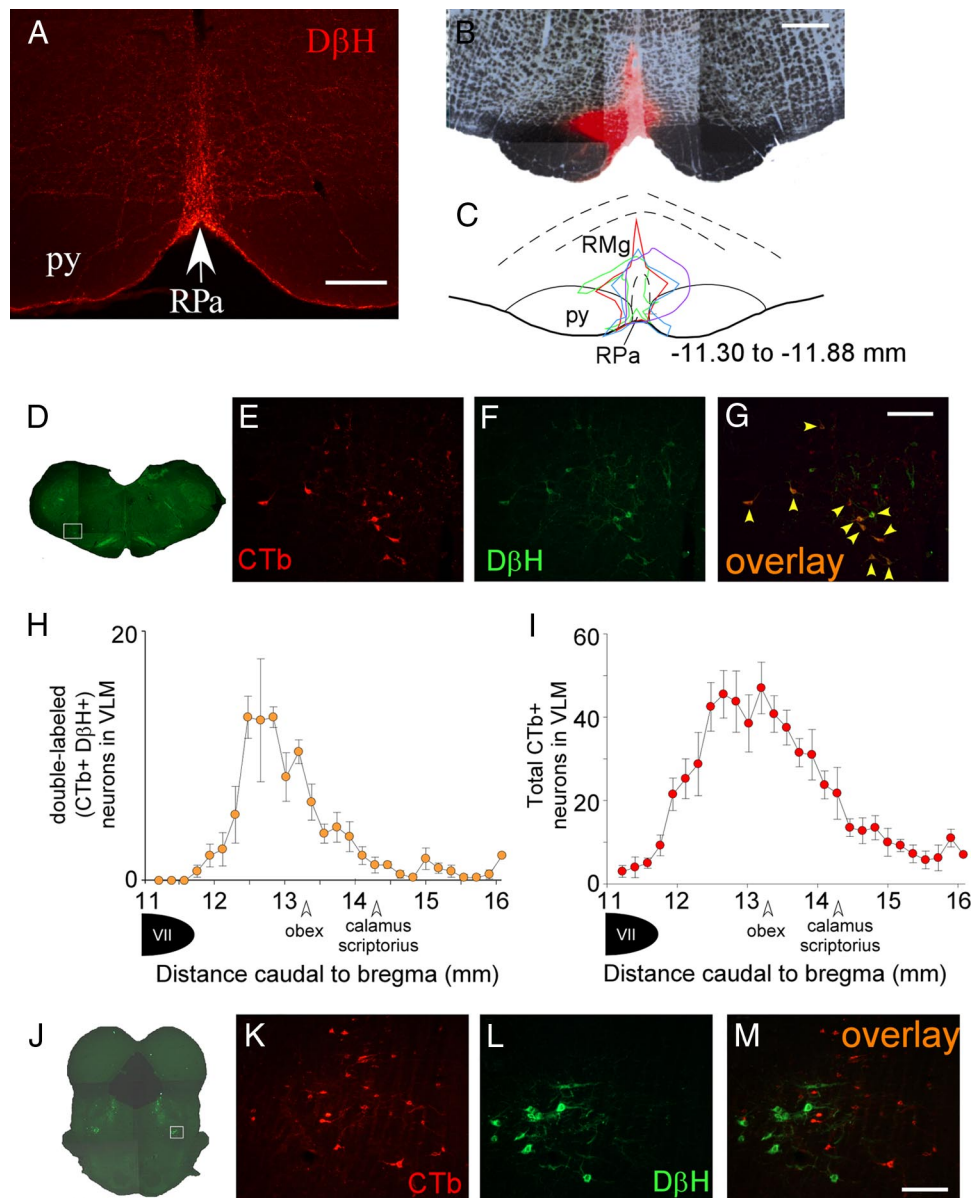 A
DβH
py
RPa
B
C
RMg
py
RPa
-11.30 to -11.88 mm
D
E
CTb
F
DβH
G
overlay
H
20
double-labeled
(CTb+ DβH+)
neurons in VLM
0
11 12 13 14 15 16
VII
obex
calamus
scriptorius
Distance caudal to bregma (mm)
I
60
Total CTb+
neurons in VLM
40
20
0
11 12 13 14 15 16
VII
obex
calamus
scriptorius
Distance caudal to bregma (mm)
J
K
CTb
L
DβH
M
overlay